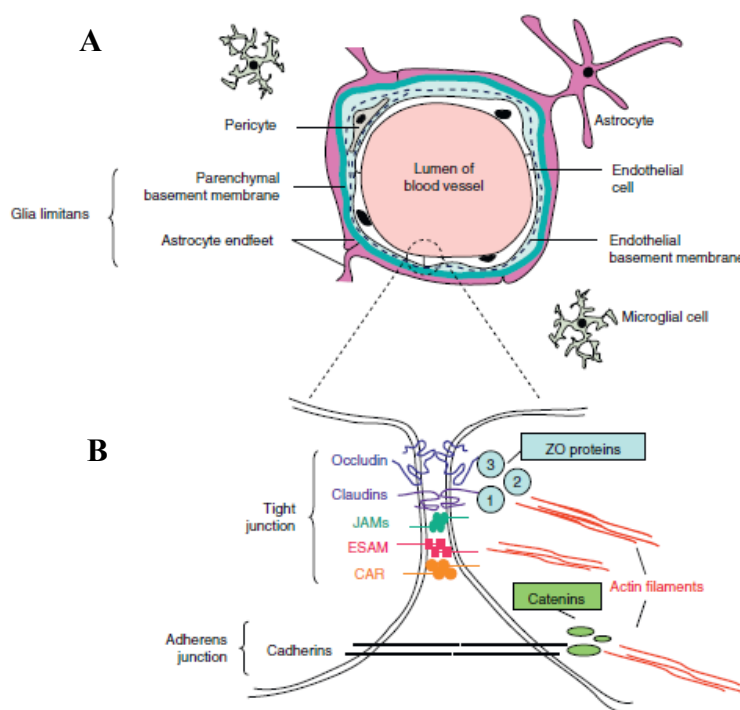 A
Pericyte
Astrocyte
Lumen of
blood vessel
Parenchymal
basement membrane
Endothelial
cell
Glia limitans
Astrocyte endfeet
Endothelial
basement membrane
Microglial cell
B
Occludin
3
ZO proteins
2
Claudins
1
Tight
junction
JAMs
ESAM
CAR
Actin filaments
Catenins
Adherens
junction
Cadherins